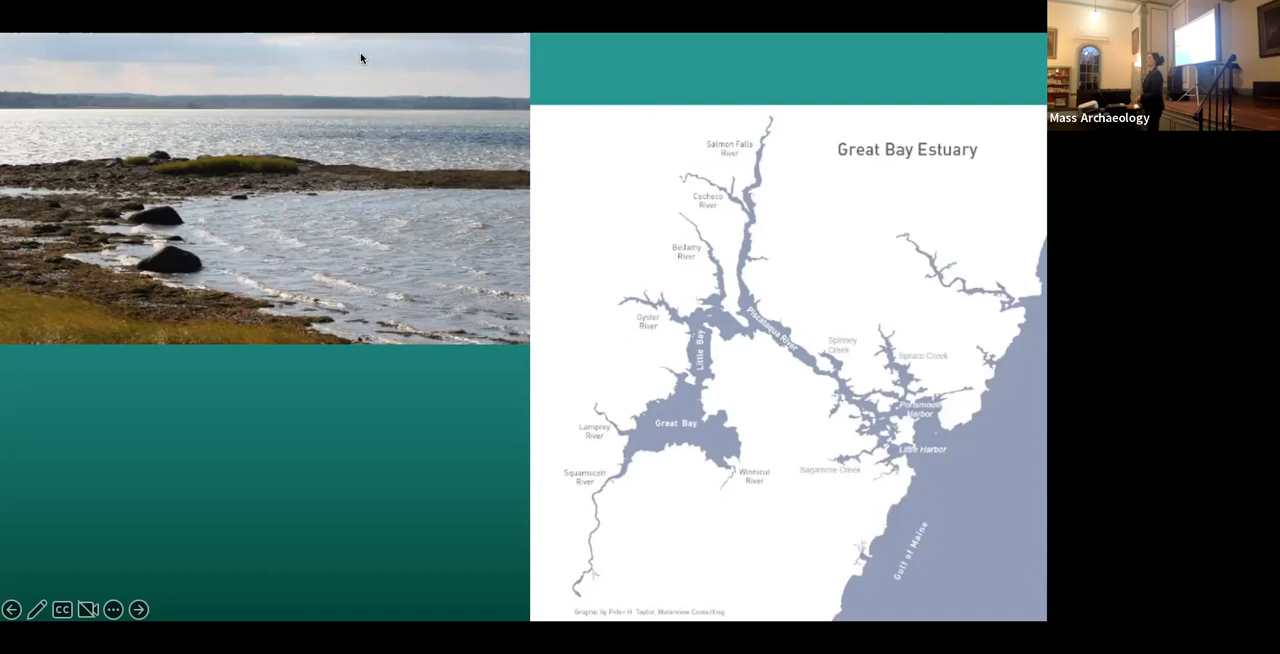 Mass Archaeology
Great Bay Estuary
Salmon Falls
River
Cocheco
River
Bellamy
River
Oyster
River
Piscataqua River
Little Bay
Spinney
Creek
Spruce Creek
Portsmouth
Harbor
Great Bay
Lamprey
River
Little Harbor
Squamscott
River
Winnicut
River
Sagamore Creek
Gulf of Maine
Graphic by Peter H. Taylor, Waterview Consulting
CC